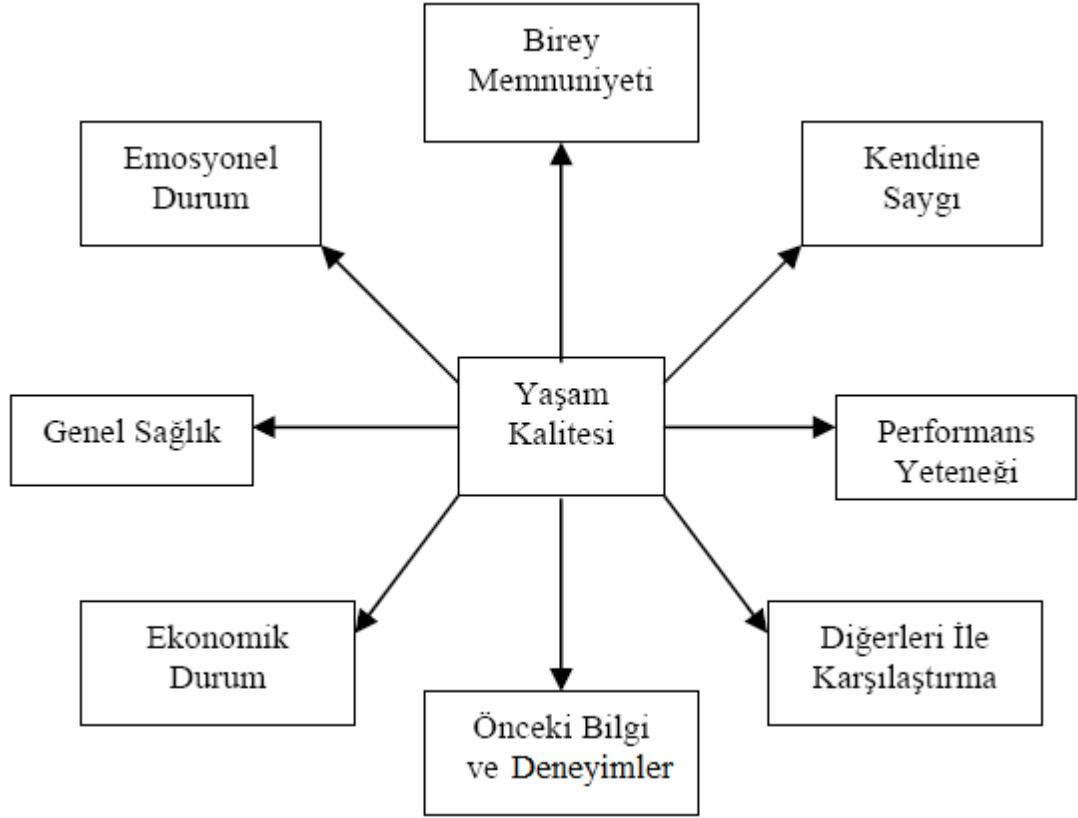 Birey
Memnuniyeti
Emosyonel
Durum
Kendine
Saygı
Yaşam
Kalitesi
Genel Sağlık
Performans
Yeteneği
Ekonomik
Durum
Diğerleri İle
Karşılaştırma
Önceki Bilgi
ve Deneyimler